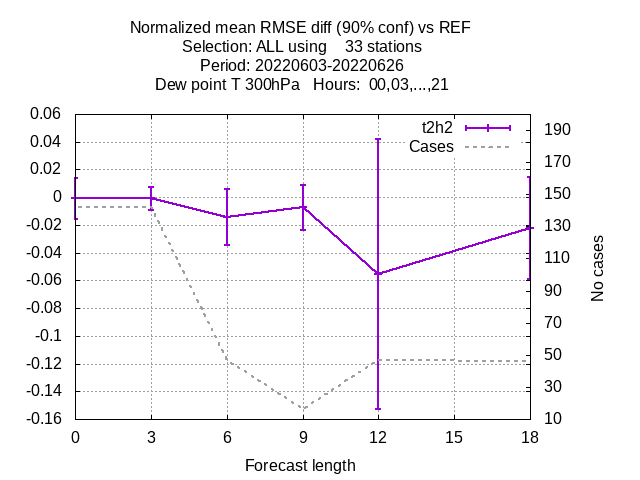 Normalized mean RMSE diff (90% conf) vs REF
Selection: ALL using    33 stations
Period: 20220603-20220626
Dew point T 300hPa   Hours:  00,03,...,21
t2h2
Cases
0.06
0.04
0.02
0
-0.02
-0.04
-0.06
-0.08
-0.1
-0.12
-0.14
-0.16
190
170
150
130
110
90
70
50
30
10
No cases
0 3 6 9 12 15 18
Forecast length